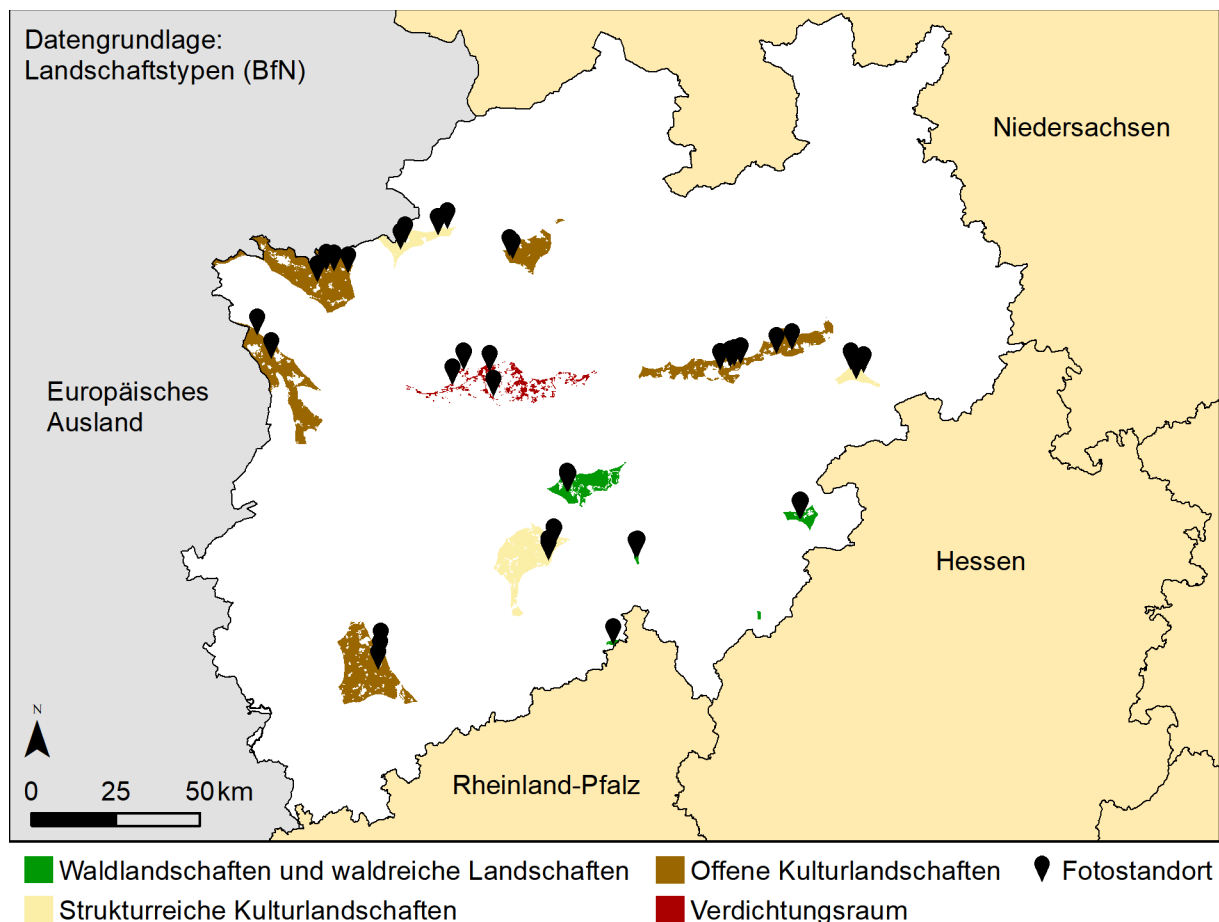 Datengrundlage:
Landschaftstypen (BfN)
Niedersachsen
Europäisches
Ausland
Hessen
Rheinland-Pfalz
N
0 25 50 km
Waldlandschaften und waldreiche Landschaften
Offene Kulturlandschaften
Fotostandort
Strukturreiche Kulturlandschaften
Verdichtungsraum